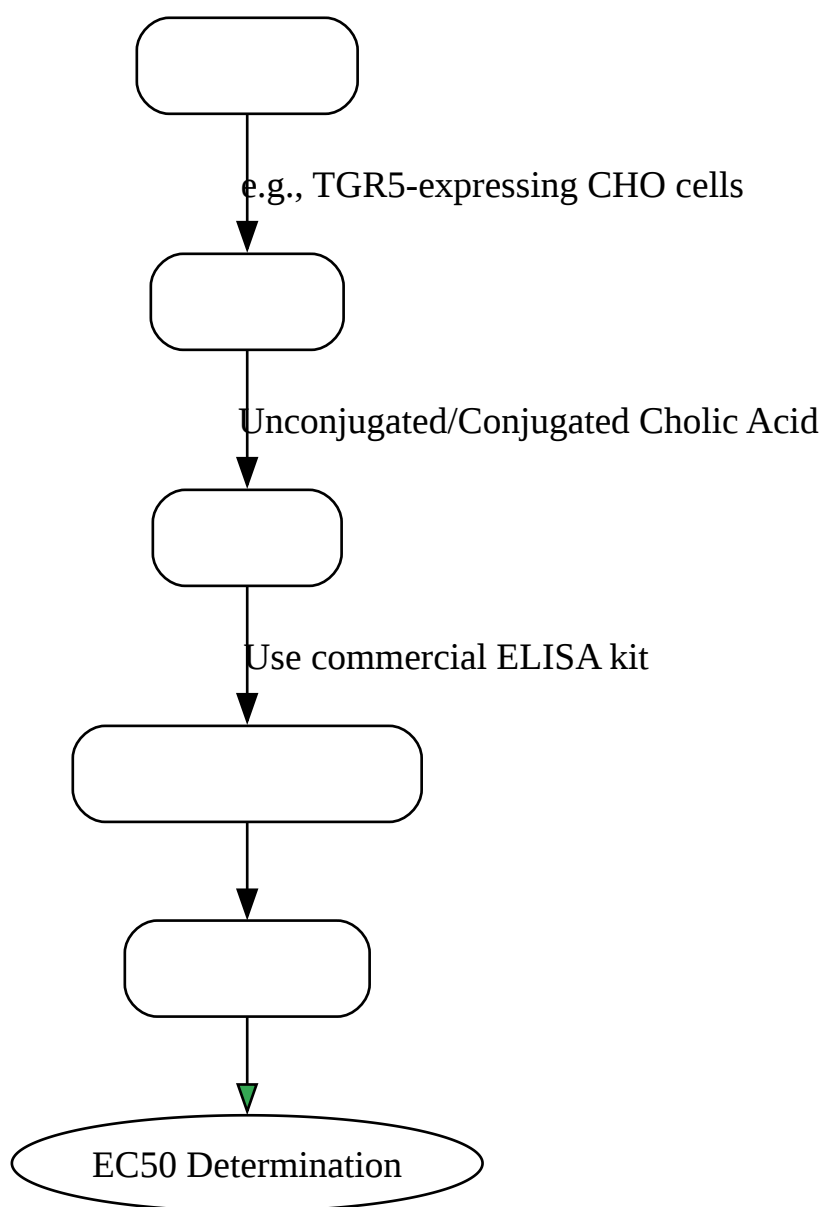 e.g., TGR5-expressing CHO cells
Unconjugated/Conjugated Cholic Acid
Use commercial ELISA kit
EC50 Determination